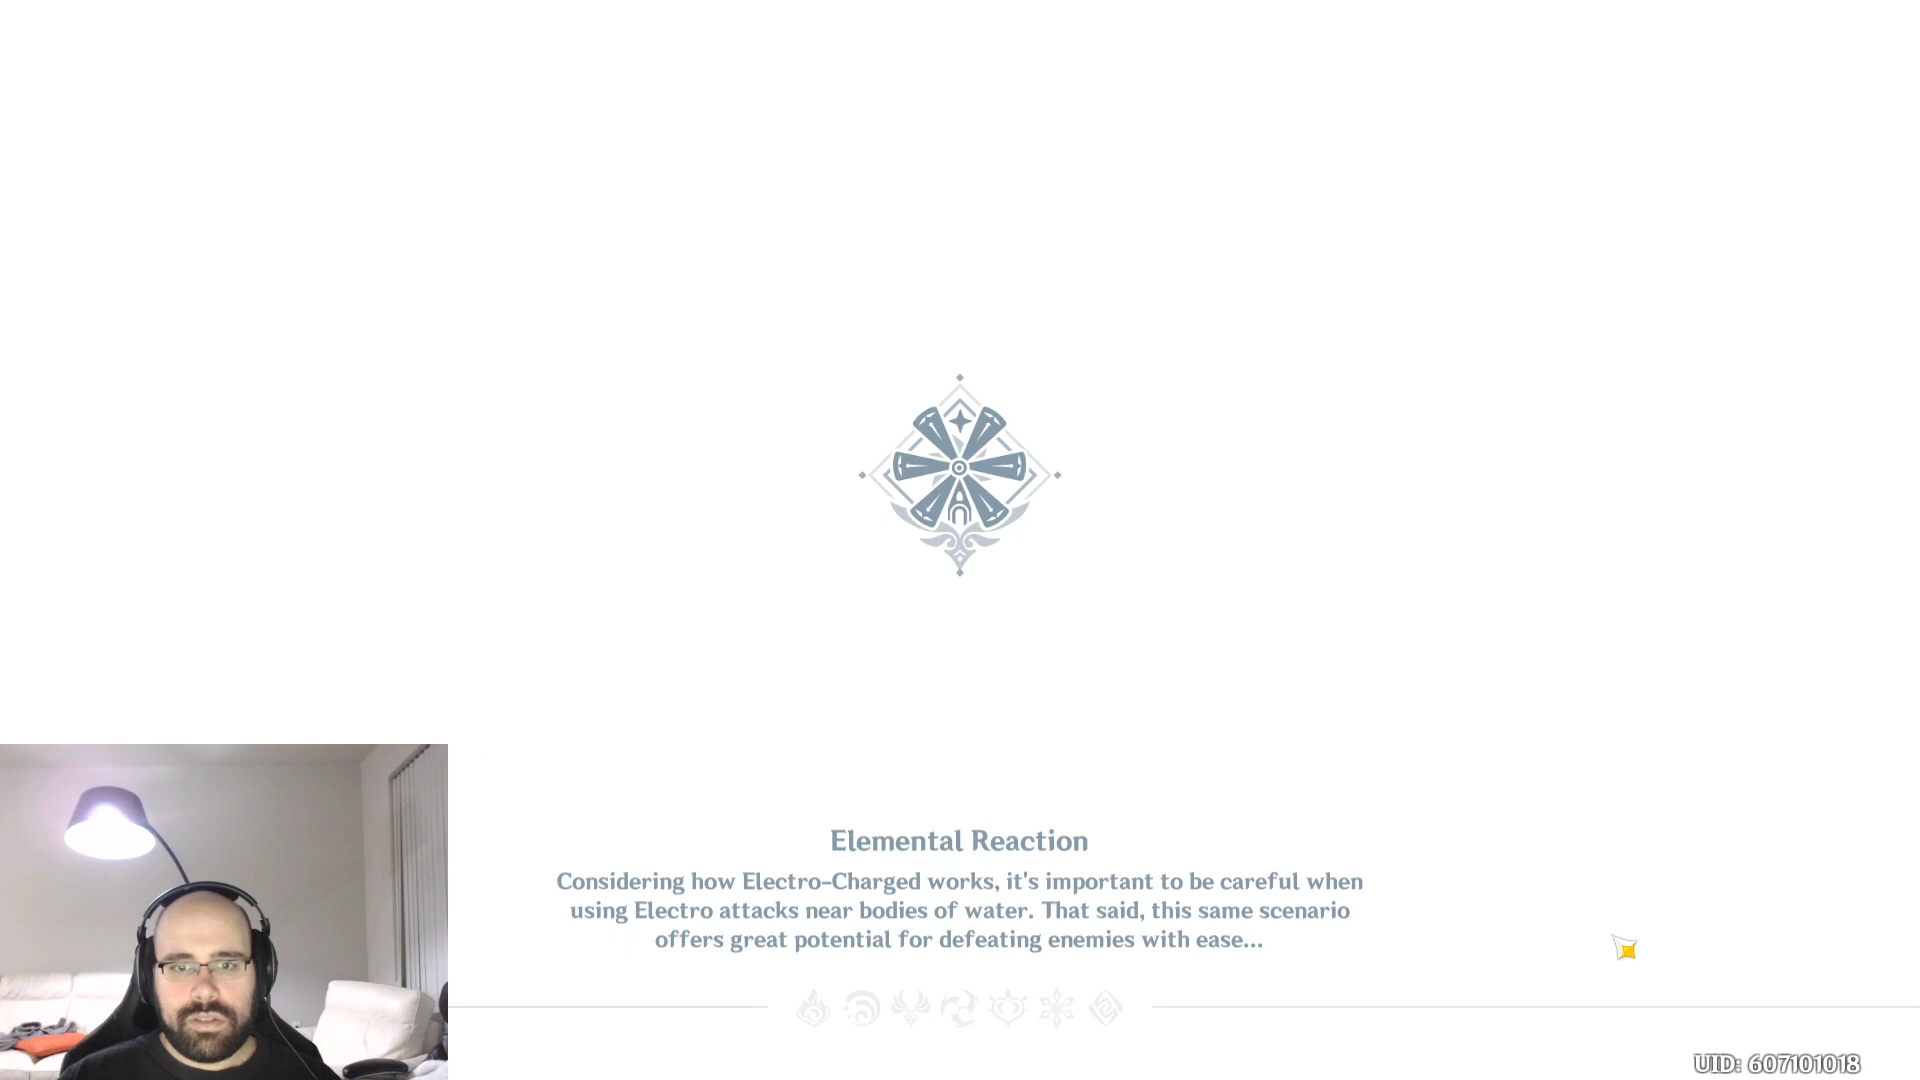 Elemental Reaction
Considering how Electro-Charged works, it's important to be careful when
using Electro attacks near bodies of water. That said, this same scenario
offers great potential for defeating enemies with ease...
UID: 607101018